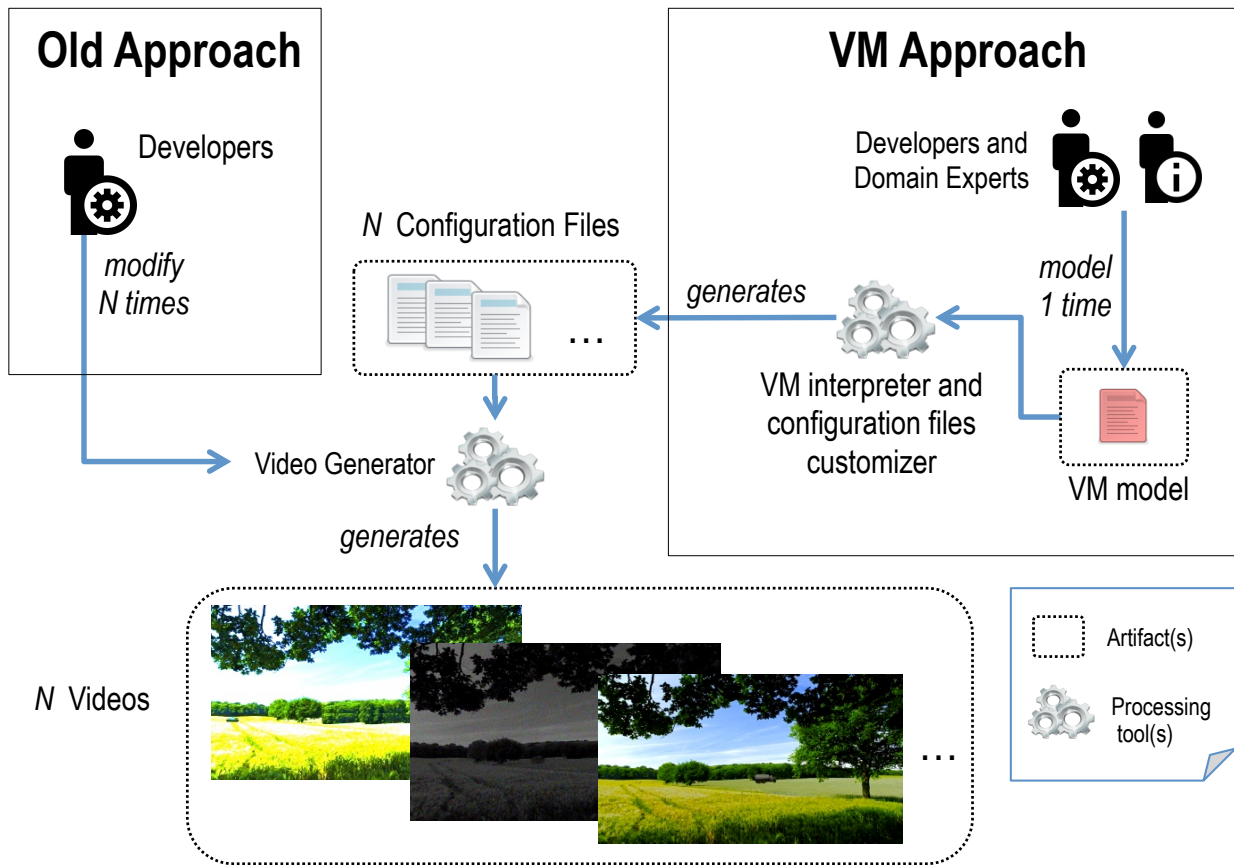 Old Approach
Developers
modify
N times
VM Approach
Developers and
Domain Experts
model
1 time
N Configuration Files
...
generates
VM interpreter and
configuration files
customizer
VM model
Video Generator
generates
N Videos
...
Artifact(s)
Processing
tool(s)